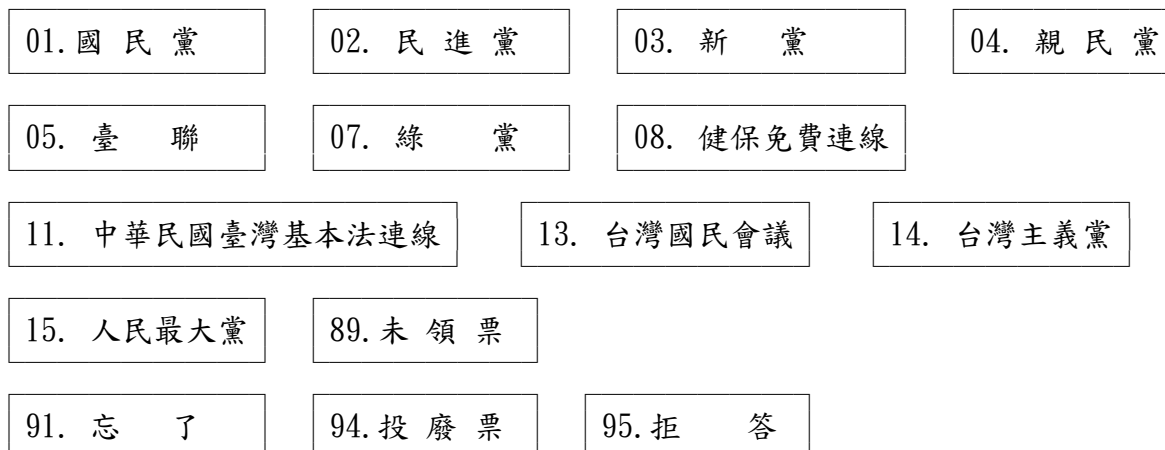 01.國 民 黨 02. 民 進 黨 03. 新 黨 04. 親 民 黨
05. 臺 聯 07. 綠 黨 08. 健保免費連線
11. 中華民國臺灣基本法連線 13. 台灣國民會議 14. 台灣主義黨
15. 人民最大黨 89.未 領 票
91. 忘 了 94.投 廢 票 95.拒 答